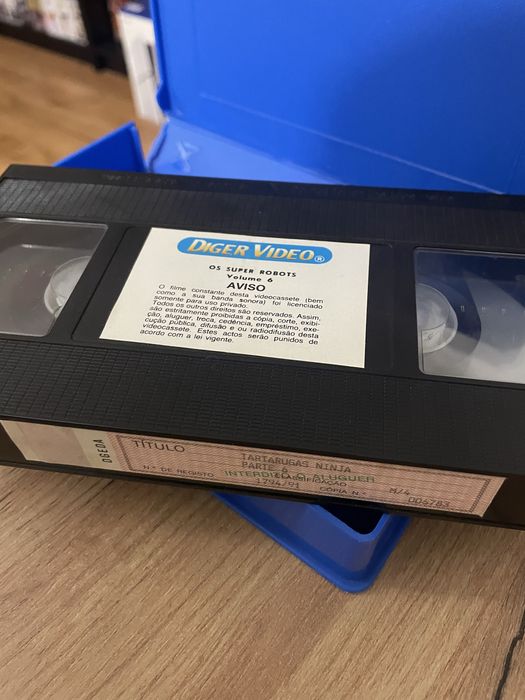 DIGER VIDEO®
OS SUPER ROBOTS
Volume 6
AVISO
O filme constante desta videocassete (bem
como a sua banda sonora) foi licenciado
somente para uso privado.
Todos os outros direitos são reservados. Assim,
são estritamente proibidas a cópia, corte, exibi-
ção, aluguer, troca, cedência, empréstimo, exe-
cução pública, difusão e ou radiodifusão desta
videocassete. Estes actos serão punidos de
acordo com a lei vigente.
DGEDA
TÍTULO
TARTARUGAS NINJA
PARTE 6
INTERDITO O ALUGUER
N.º DE REGISTO
CLASSIFICAÇÃO
1794/91
M/4
CÓPIA N.º
004783